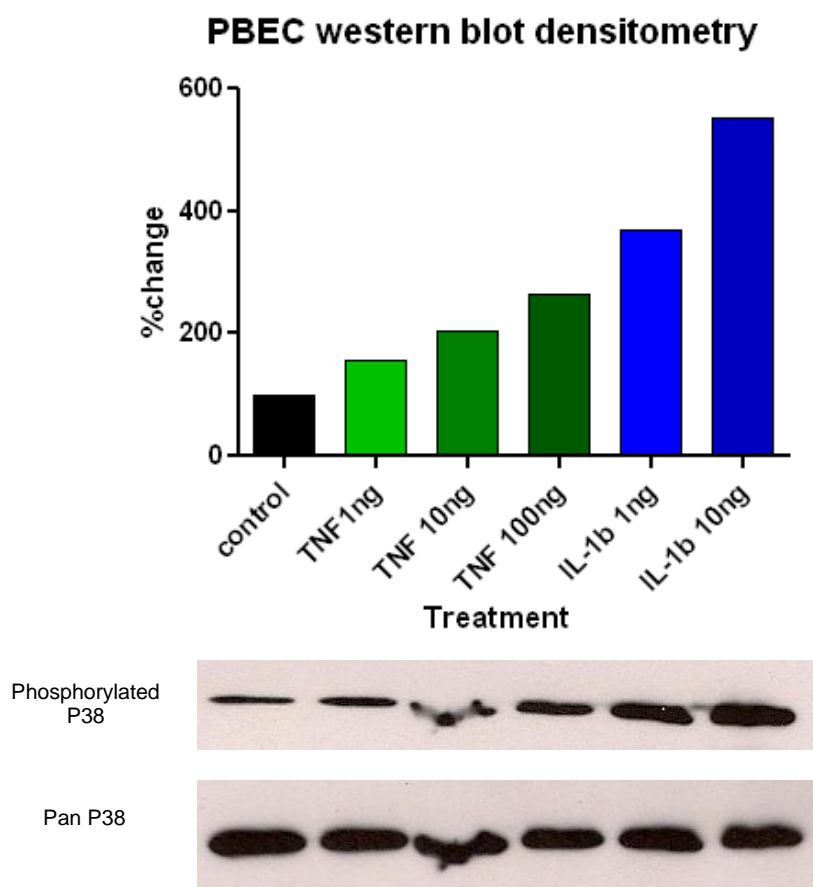 PBEC western blot densitometry
600
400
200
0
%change
control
TNF1ng
TNF 10ng
TNF 100ng
IL-1b 1ng
IL-1b 10ng
Treatment
Phosphorylated
P38
Pan P38